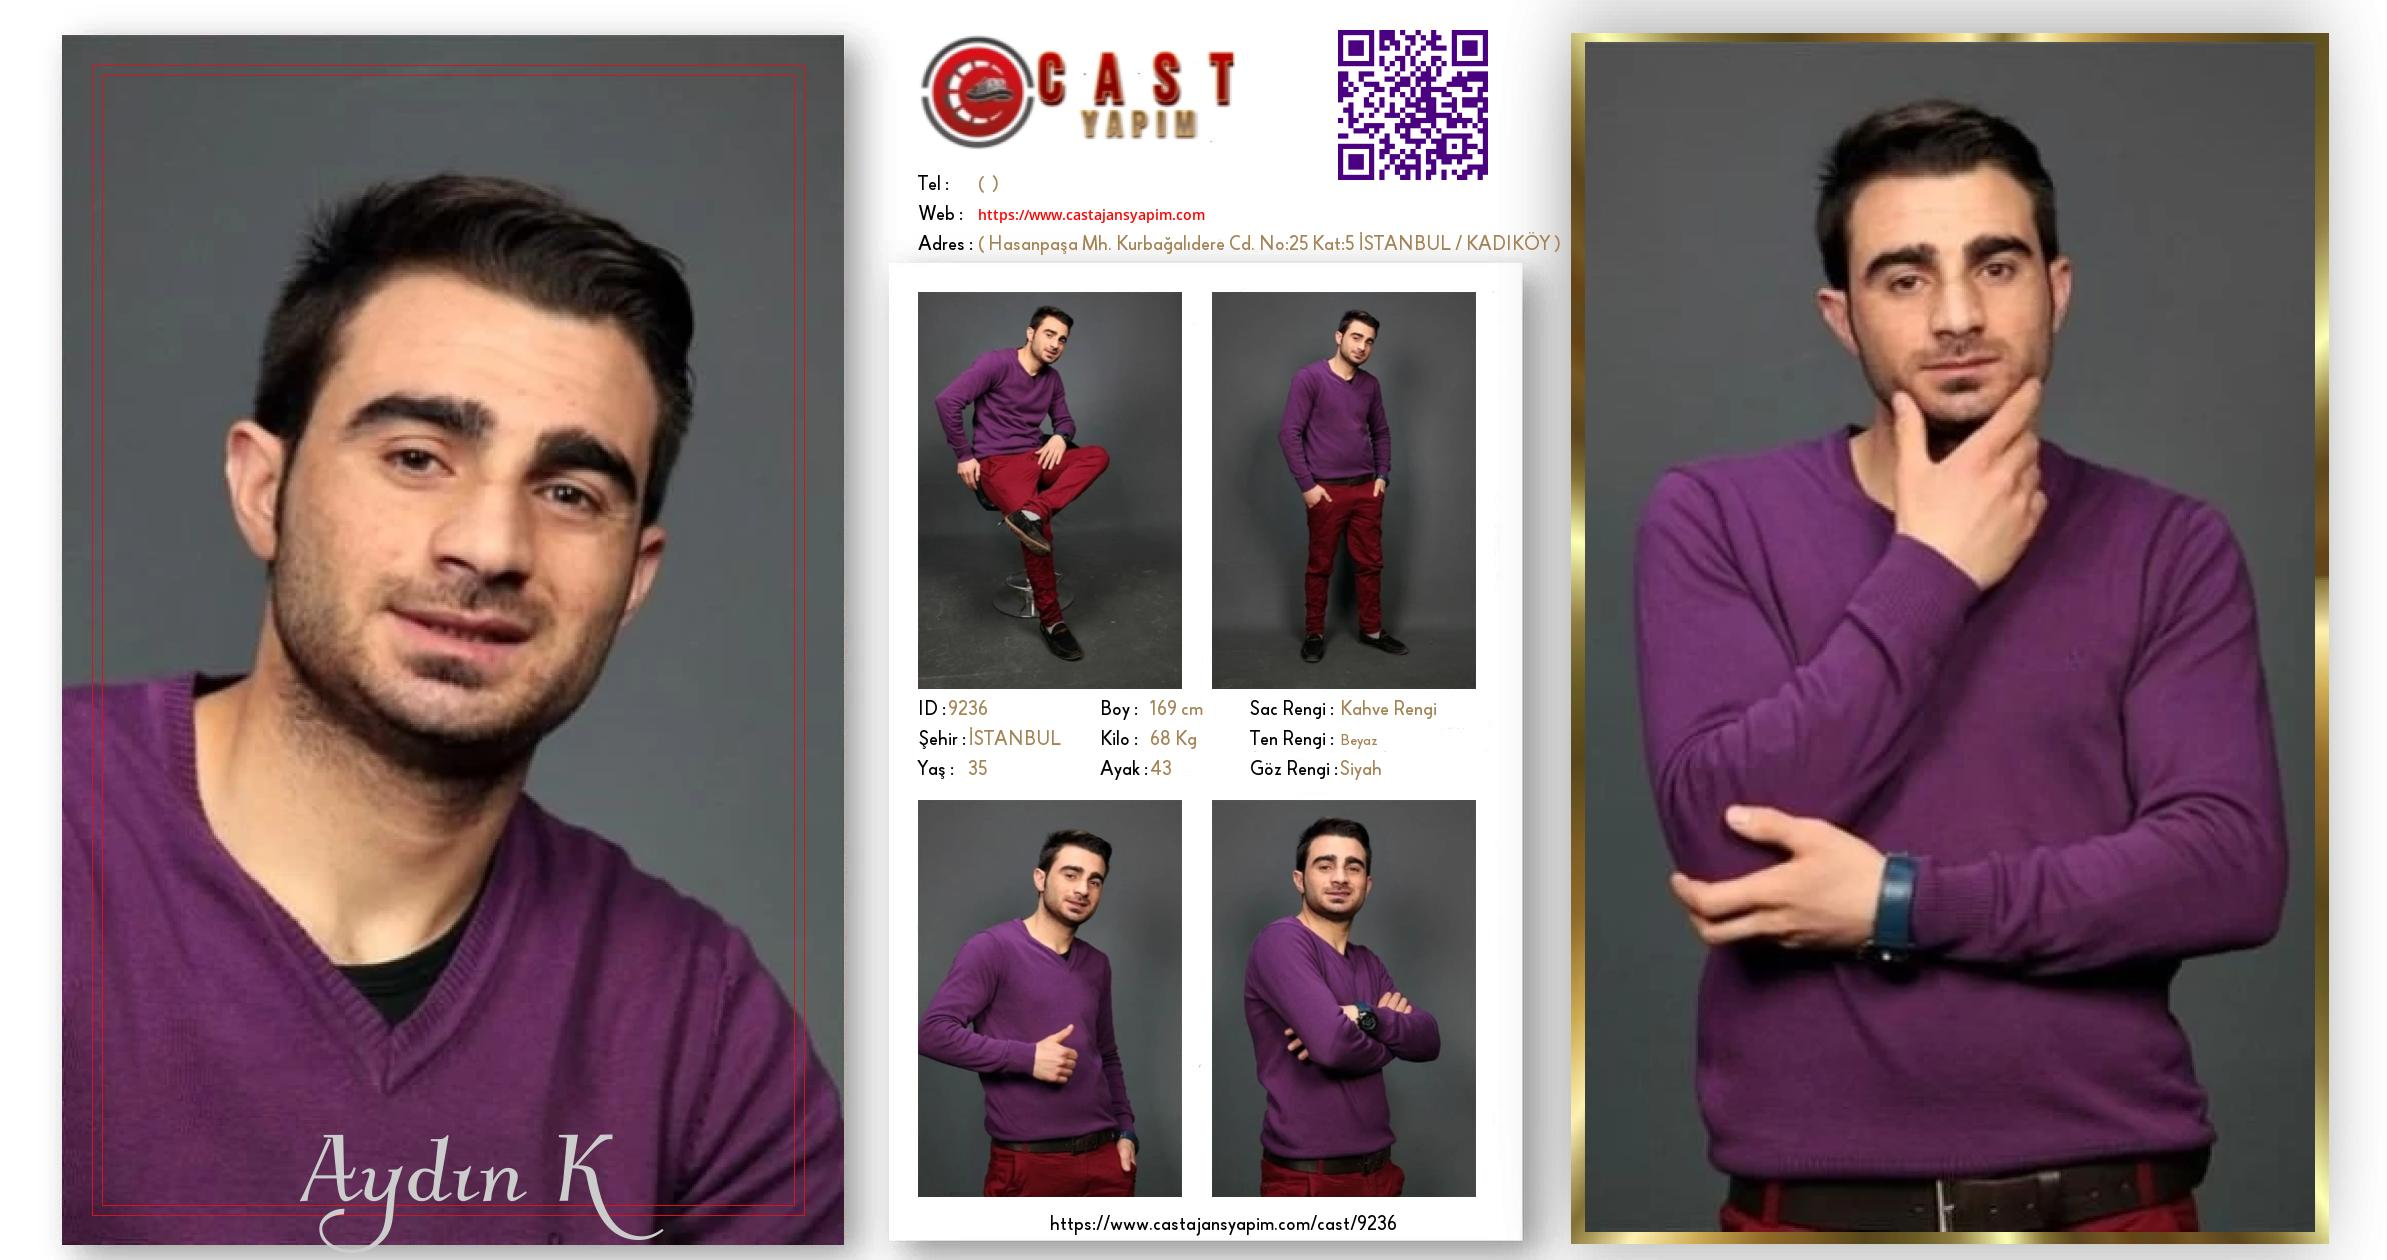 CAST
YAPIM
Tel : ( )
Web : https://www.castajansyapim.com
Adres : ( Hasanpaşa Mh. Kurbağalıdere Cd. No:25 Kat:5 İSTANBUL / KADIKÖY )
ID : 9236 Boy : 169 cm Sac Rengi : Kahve Rengi
Şehir : İSTANBUL Kilo : 68 Kg Ten Rengi : Beyaz
Yaş : 35 Ayak : 43 Göz Rengi : Siyah
Aydın K
https://www.castajansyapim.com/cast/9236